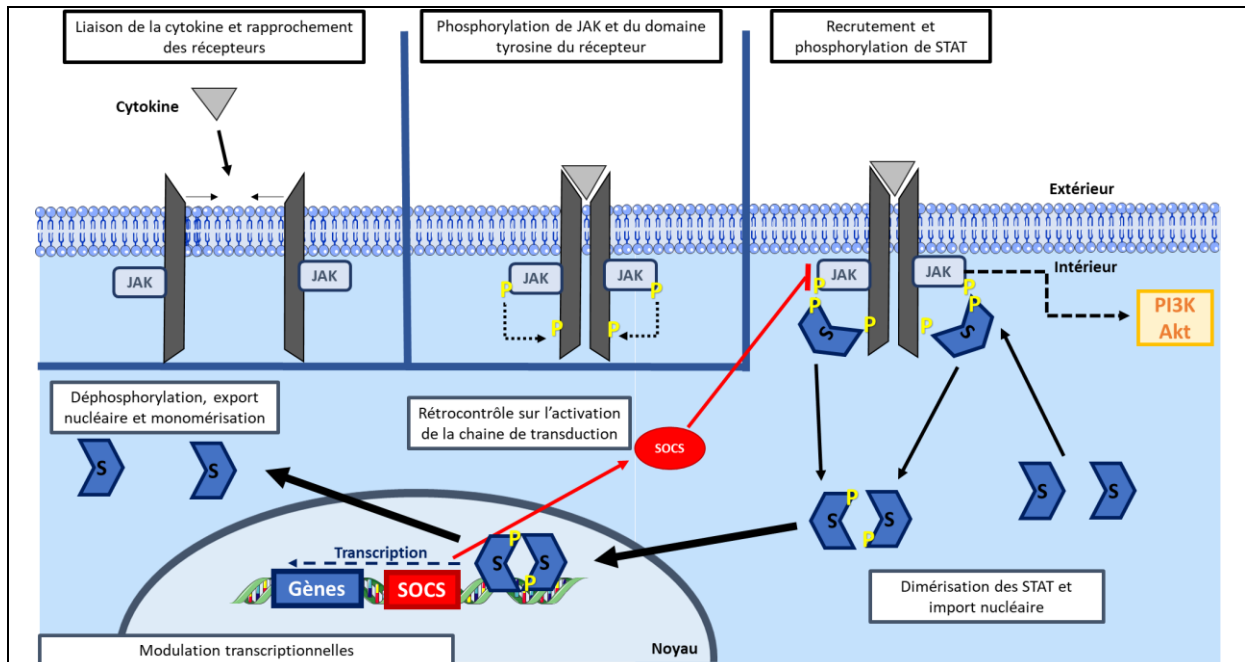 Liaison de la cytokine et rapprochement
des récepteurs
Phosphorylation de JAK et du domaine
tyrosine du récepteur
Recrutement et
phosphorylation de STAT
Cytokine
Extérieur
Intérieur
JAK
JAK
JAK
JAK
JAK
JAK
P
P
P
P
P
P
P
P
P
P
S
S
PI3K
Akt
Déphosphorylation, export
nucléaire et monomérisation
Rétrocontrôle sur l'activation
de la chaine de transduction
SOCS
S
S
S
S
P
S
S
P
Transcription
P
S
S
P
Gènes
SOCS
Dimérisation des STAT et
import nucléaire
Modulation transcriptionnelles
Noyau